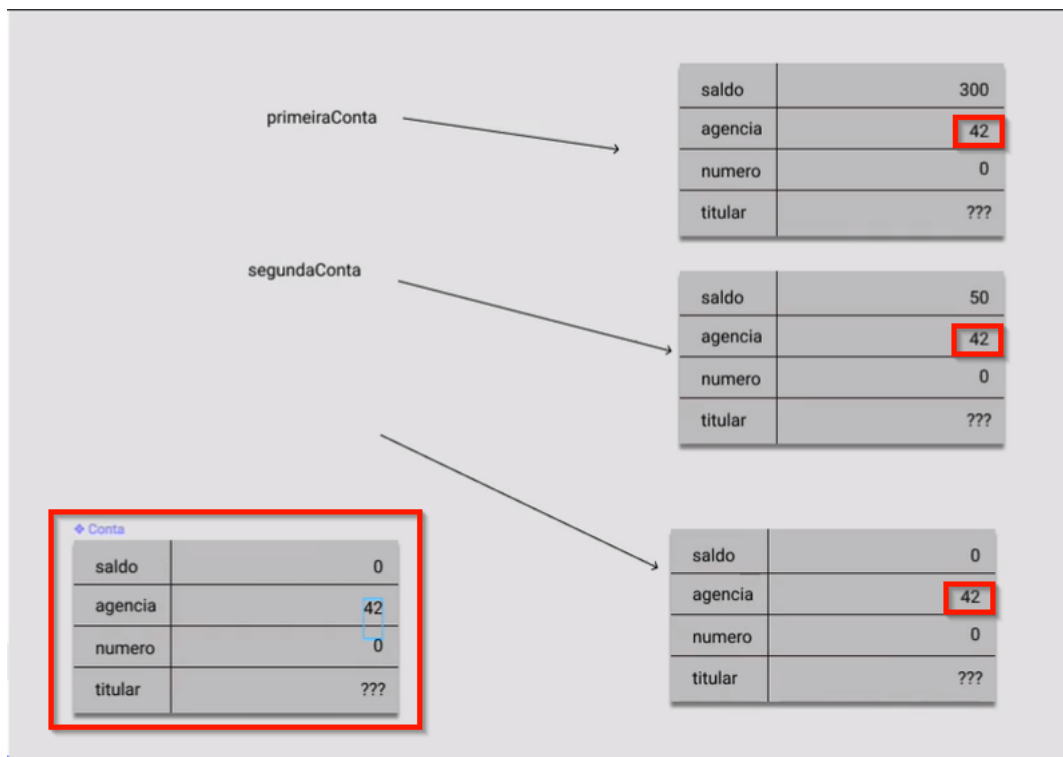 primeiraConta
saldo 300
agencia 42
numero 0
titular ???
segundaConta
saldo 50
agencia 42
numero 0
titular ???
Conta
saldo 0
agencia 42
numero 0
titular ???
saldo 0
agencia 42
numero 0
titular ???